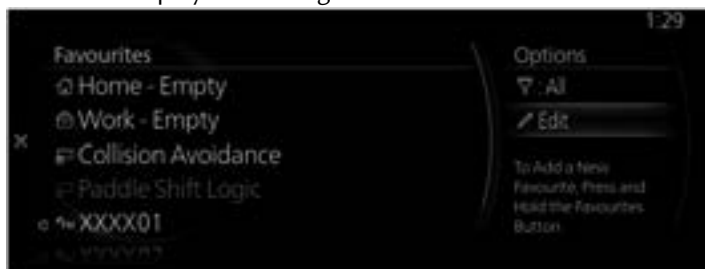 1:29
Favourites
Home - Empty
Work - Empty
Collision Avoidance
Paddle Shift Logic
XXXX01
Options
: All
Edit
To Add a New
Favourite, Press and
Hold the Favourites
Button